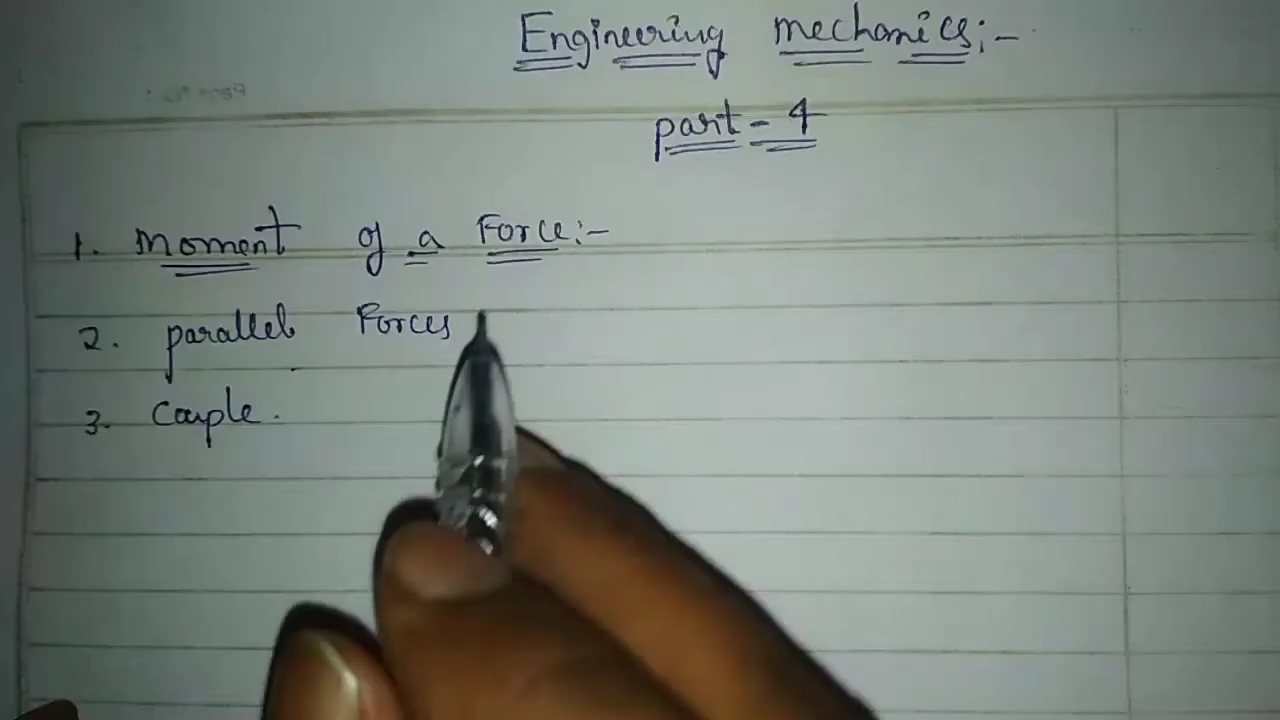 Engineering mechanics:-
part - 4
1. Moment of a Force:-
2. parallel Forces
3. Couple.